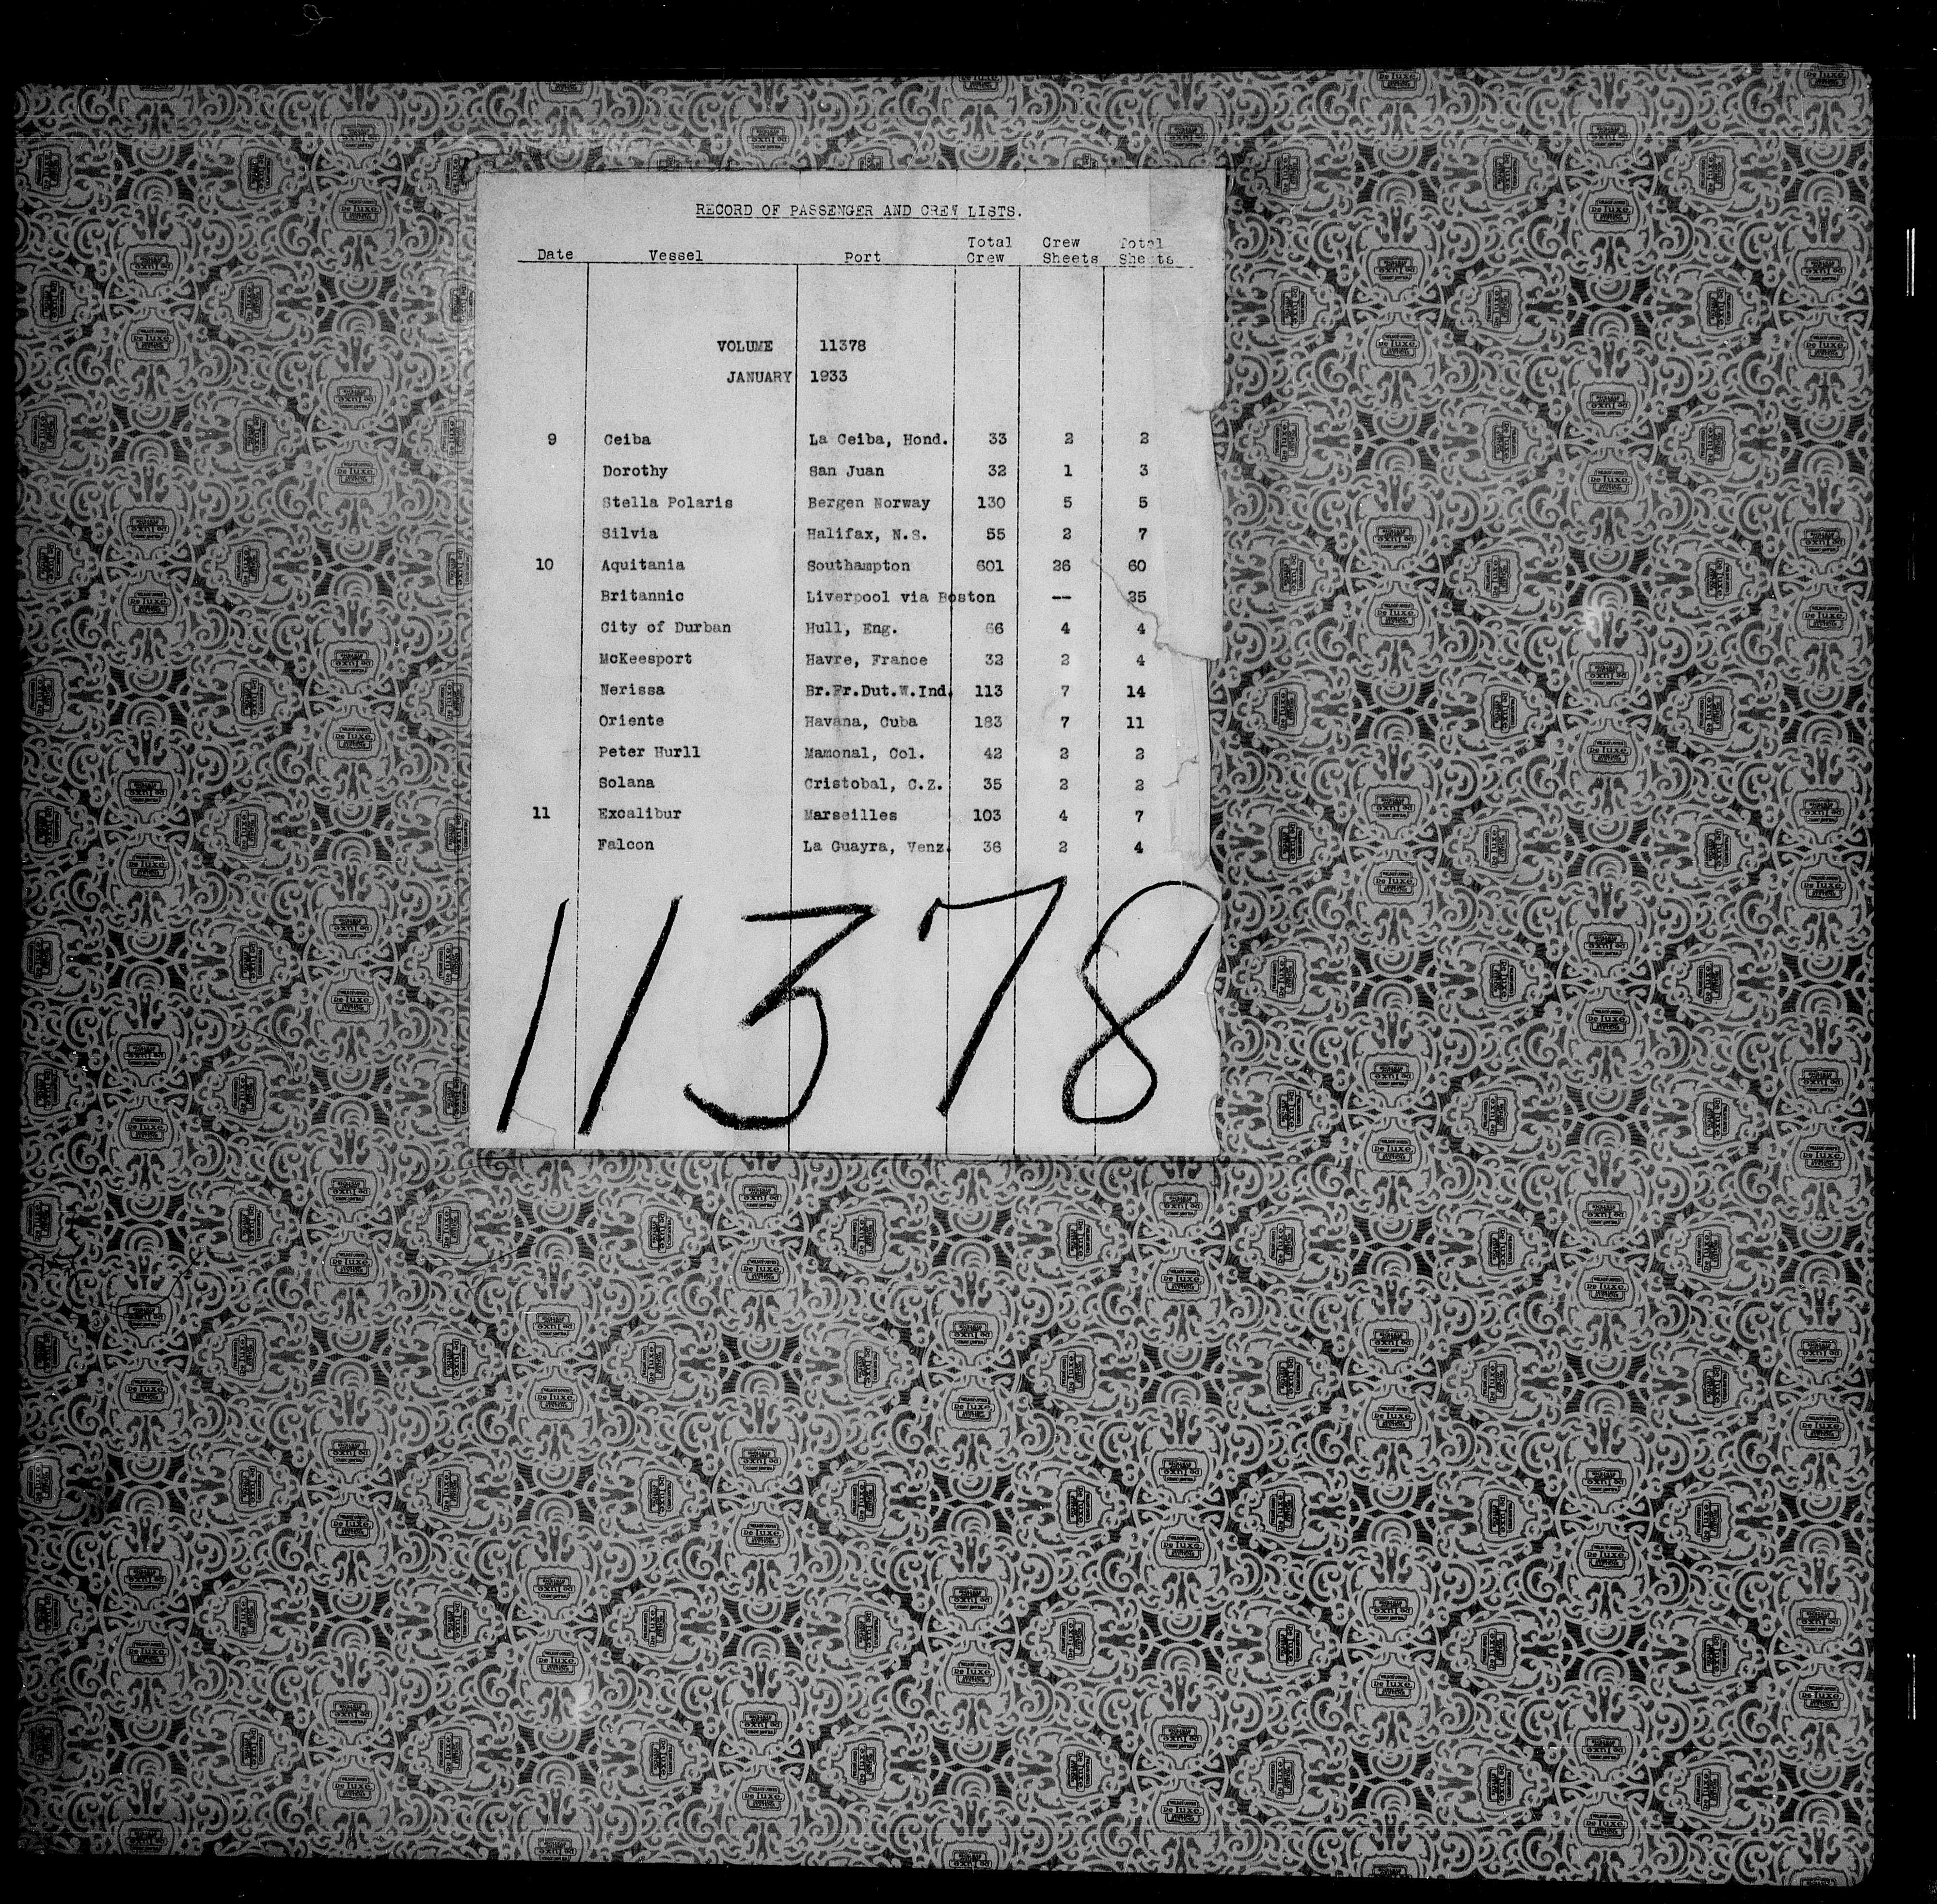 RECORD OF PASSENGER AND CREW LISTS.
Date Vessel Port Total Crew Crew Sheets Total Sheets
VOLUME 11378
JANUARY 1933
9 Ceiba La Ceiba, Hond. 33 2 2
Dorothy San Juan 32 1 3
Stella Polaris Bergen Norway 130 5 5
Silvia Halifax, N.S. 55 2 7
10 Aquitania Southampton 601 26 60
Britannic Liverpool via Boston — 35
City of Durban Hull, Eng. 66 4 4
McKeesport Havre, France 32 2 4
Nerissa Br.Fr.Dut.W.Ind. 113 7 14
Oriente Havana, Cuba 183 7 11
Peter Hurll Mamonal, Col. 42 2 2
Solana Cristobal, C.Z. 35 2 2
11 Excalibur Marseilles 103 4 7
Falcon La Guayra, Venz. 36 2 4
11378
De Luxe